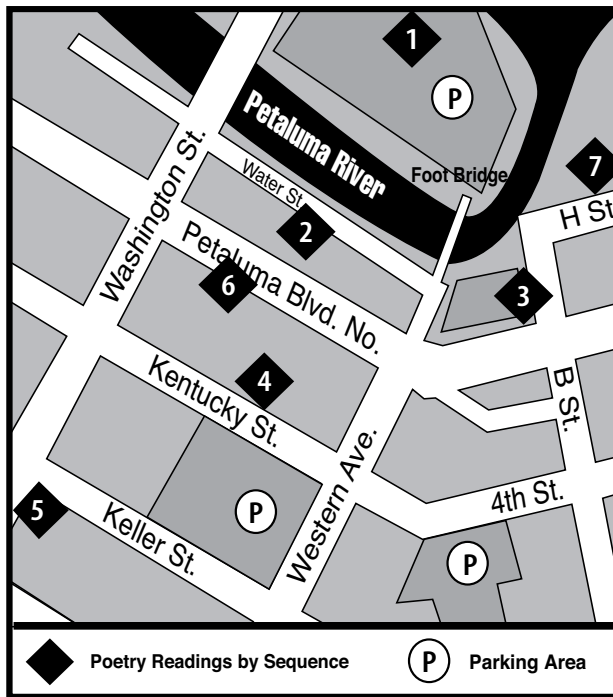 1
P
Petaluma River
Foot Bridge
7
Washington St.
Water St
H St
2
Petaluma Blvd. No.
6
3
4
Kentucky St.
B St.
Western Ave.
4th St.
5
P
Keller St.
P
Poetry Readings by Sequence
P
Parking Area